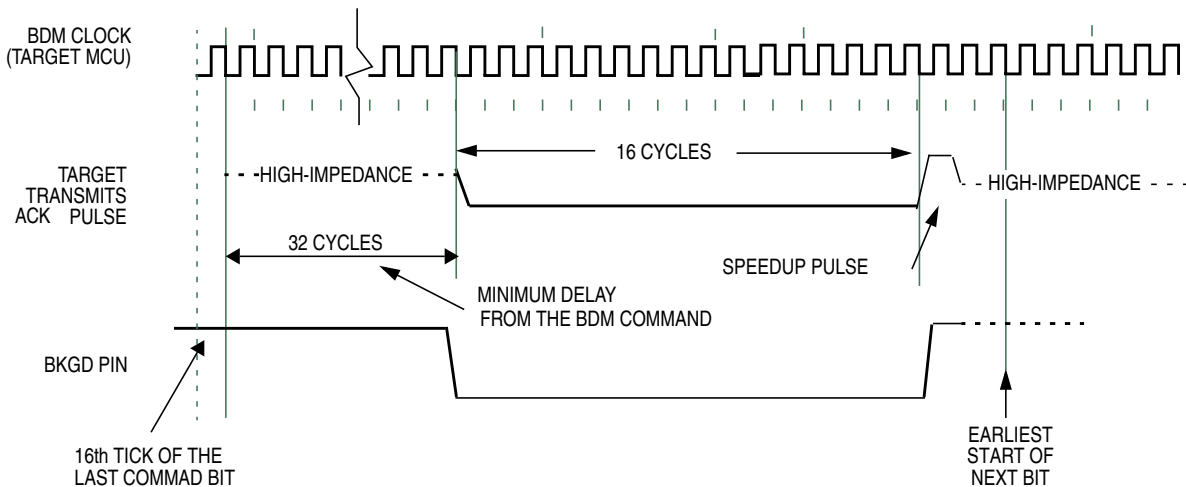 BDM CLOCK
(TARGET MCU)
16 CYCLES
TARGET
TRANSMITS
ACK PULSE
HIGH-IMPEDANCE
HIGH-IMPEDANCE
32 CYCLES
SPEEDUP PULSE
MINIMUM DELAY
FROM THE BDM COMMAND
BKGD PIN
16th TICK OF THE
LAST COMMAD BIT
EARLIEST
START OF
NEXT BIT